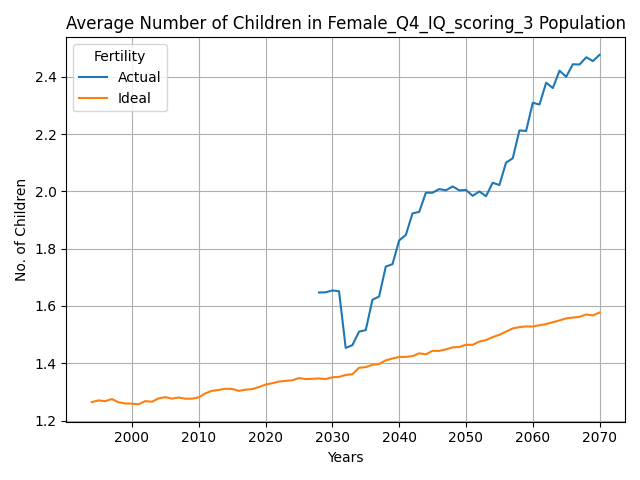 Average Number of Children in Female_Q4_IQ_scoring_3 Population
Fertility
Actual
Ideal
No. of Children
2.4
2.2
2.0
1.8
1.6
1.4
1.2
2000 2010 2020 2030 2040 2050 2060 2070
Years